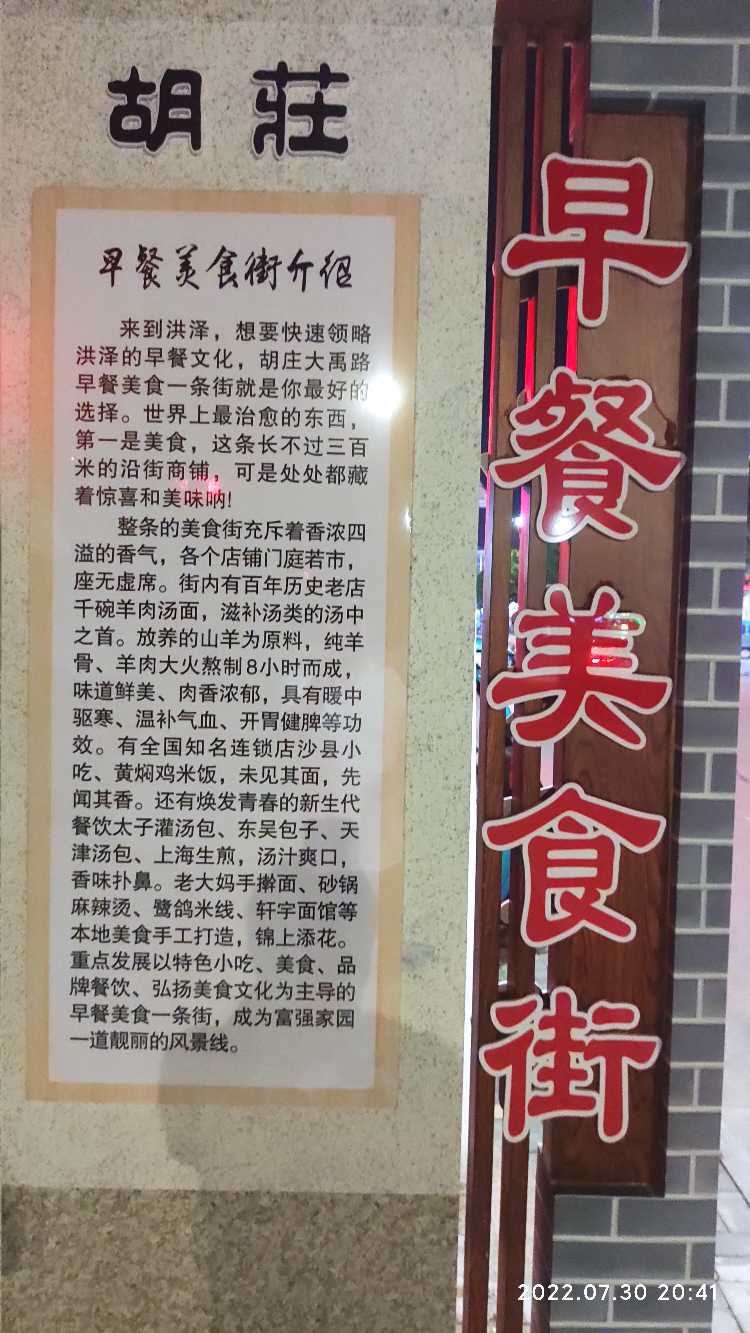 胡莊
早餐美食街介绍
来到洪泽，想要快速领略
洪泽的早餐文化，胡庄大禹路
早餐美食一条街就是你最好的
选择。世界上最治愈的东西，
第一是美食，这条长不过三百
米的沿街商铺，可是处处都藏
着惊喜和美味呐!
整条的美食街充斥着香浓四
溢的香气，各个店铺门庭若市，
座无虚席。街内有百年历史老店
千碗羊肉汤面，滋补汤类的汤中
之首。放养的山羊为原料，纯羊
骨、羊肉大火熬制8小时而成，
味道鲜美、肉香浓郁，具有暖中
驱寒、温补气血、开胃健脾等功
效。有全国知名连锁店沙县小
吃、黄焖鸡米饭，未见其面，先
闻其香。还有焕发青春的新生代
餐饮太子灌汤包、东吴包子、天
津汤包、上海生煎，汤汁爽口，
香味扑鼻。老大妈手擀面、砂锅
麻辣烫、鹭鸽米线、轩宇面馆等
本地美食手工打造，锦上添花。
重点发展以特色小吃、美食、品
牌餐饮、弘扬美食文化为主导的
早餐美食一条街，成为富强家园
一道靓丽的风景线。
早餐美食街
2022.07.30 20:41